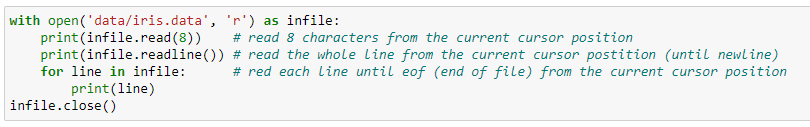 with open('data/iris.data', 'r') as infile:
    print(infile.read(8))    # read 8 characters from the current cursor position
    print(infile.readline()) # read the whole line from the current cursor postition (until newline)
    for line in infile:      # red each line until eof (end of file) from the current cursor position
        print(line)
infile.close()